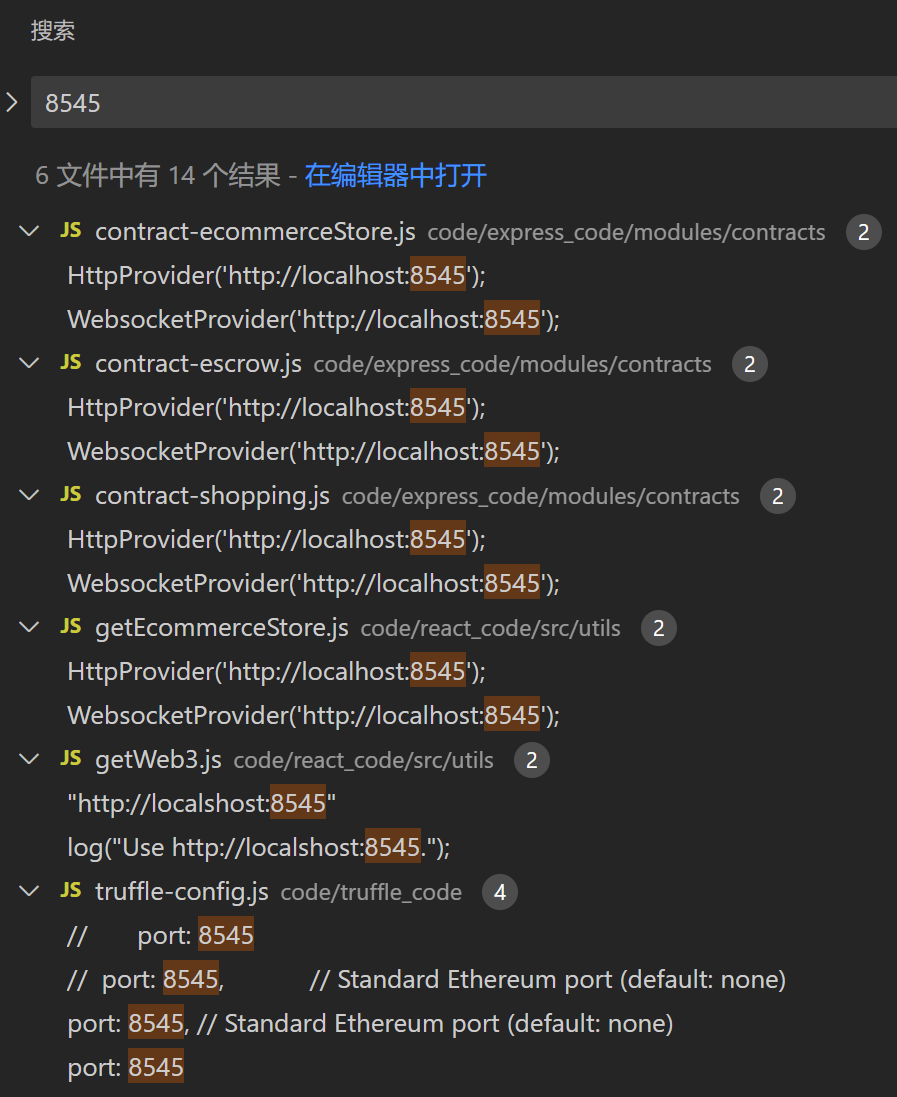 搜索
8545
6 文件中有 14 个结果 - 在编辑器中打开
JS contract-ecommerceStore.js code/express_code/modules/contracts 2
HttpProvider('http://localhost:8545');
WebsocketProvider('http://localhost:8545');
JS contract-escrow.js code/express_code/modules/contracts 2
HttpProvider('http://localhost:8545');
WebsocketProvider('http://localhost:8545');
JS contract-shopping.js code/express_code/modules/contracts 2
HttpProvider('http://localhost:8545');
WebsocketProvider('http://localhost:8545');
JS getEcommerceStore.js code/react_code/src/utils 2
HttpProvider('http://localhost:8545');
WebsocketProvider('http://localhost:8545');
JS getWeb3.js code/react_code/src/utils 2
"http://localshost:8545"
log("Use http://localshost:8545.");
JS truffle-config.js code/truffle_code 4
// port: 8545
// port: 8545, // Standard Ethereum port (default: none)
port: 8545, // Standard Ethereum port (default: none)
port: 8545